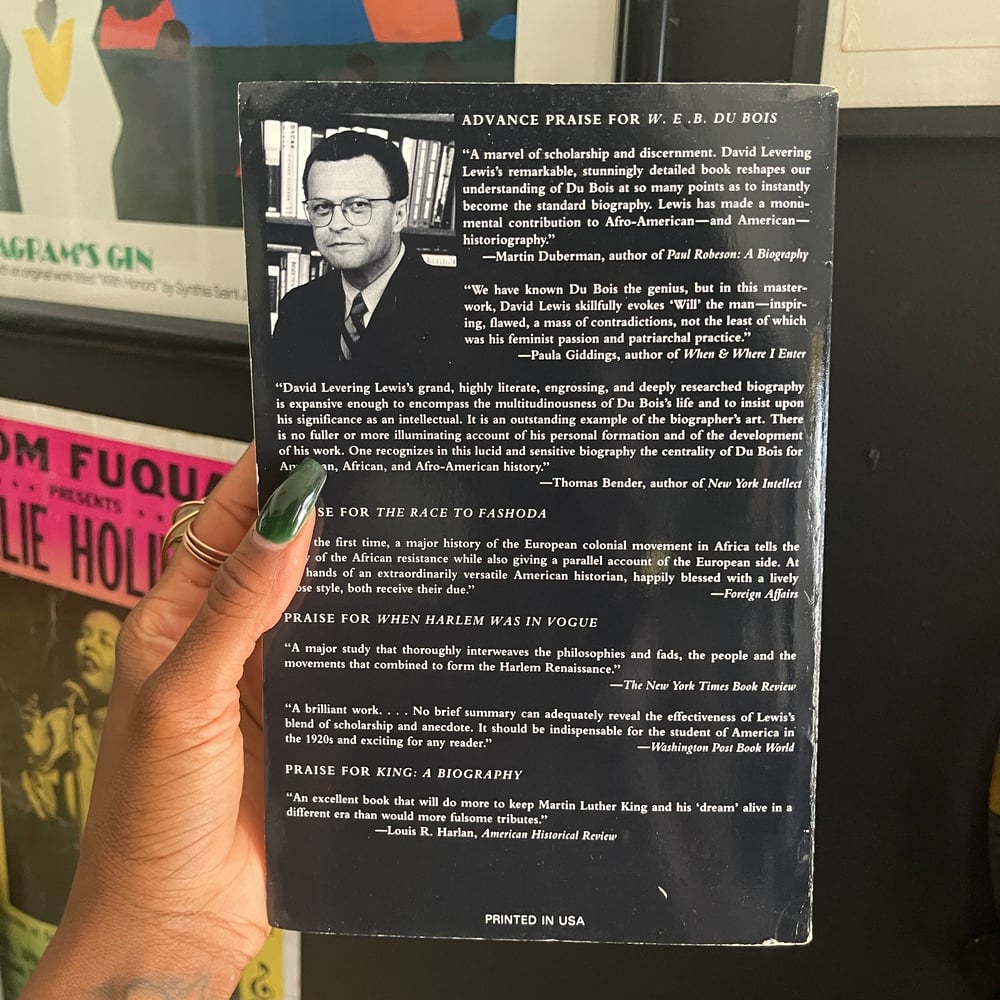 ADVANCE PRAISE FOR W. E .B. DU BOIS
“A marvel of scholarship and discernment. David Levering
Lewis’s remarkable, stunningly detailed book reshapes our
understanding of Du Bois at so many points as to instantly
become the standard biography. Lewis has made a monu-
mental contribution to Afro-American—and American—
historiography.”
—Martin Duberman, author of Paul Robeson: A Biography
“We have known Du Bois the genius, but in this master-
work, David Lewis skillfully evokes ‘Will’ the man—inspir-
ing, flawed, a mass of contradictions, not the least of which
was his feminist passion and patriarchal practice.”
—Paula Giddings, author of When & Where I Enter
“David Levering Lewis’s grand, highly literate, engrossing, and deeply researched biography
is expansive enough to encompass the multitudinousness of Du Bois’s life and to insist upon
his significance as an intellectual. It is an outstanding example of the biographer’s art. There
is no fuller or more illuminating account of his personal formation and of the development
of his work. One recognizes in this lucid and sensitive biography the centrality of Du Bois for
African, and Afro-American history.”
—Thomas Bender, author of New York Intellect
SE FOR THE RACE TO FASHODA
the first time, a major history of the European colonial movement in Africa tells the
of the African resistance while also giving a parallel account of the European side. At
hands of an extraordinarily versatile American historian, happily blessed with a lively
ose style, both receive their due.”
—Foreign Affairs
PRAISE FOR WHEN HARLEM WAS IN VOGUE
“A major study that thoroughly interweaves the philosophies and fads, the people and the
movements that combined to form the Harlem Renaissance.”
—The New York Times Book Review
“A brilliant work. . . . No brief summary can adequately reveal the effectiveness of Lewis’s
blend of scholarship and anecdote. It should be indispensable for the student of America in
the 1920s and exciting for any reader.”
—Washington Post Book World
PRAISE FOR KING: A BIOGRAPHY
“An excellent book that will do more to keep Martin Luther King and his ‘dream’ alive in a
different era than would more fulsome tributes.”
—Louis R. Harlan, American Historical Review
PRINTED IN USA
AGRAM'S GIN
original work titled "With Honors" by Synthia Saint J
OM FUQUA
PRESENTS
LIE HOLI